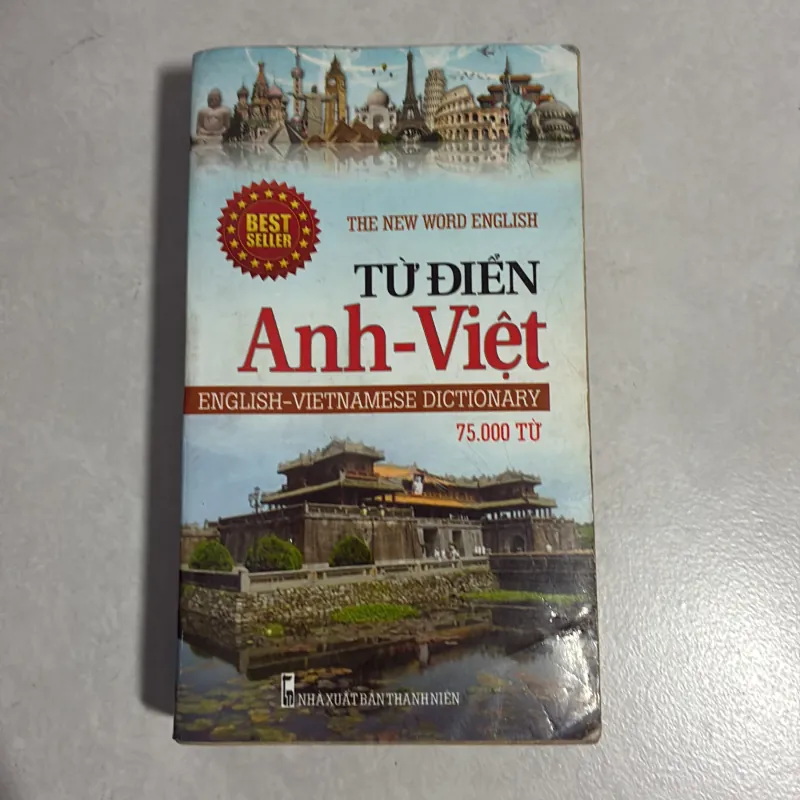 BEST
SELLER
THE NEW WORD ENGLISH
TỪ ĐIỂN
Anh-Việt
ENGLISH-VIETNAMESE DICTIONARY
75.000 TỪ
NHÀ XUẤT BẢN THANH NIÊN